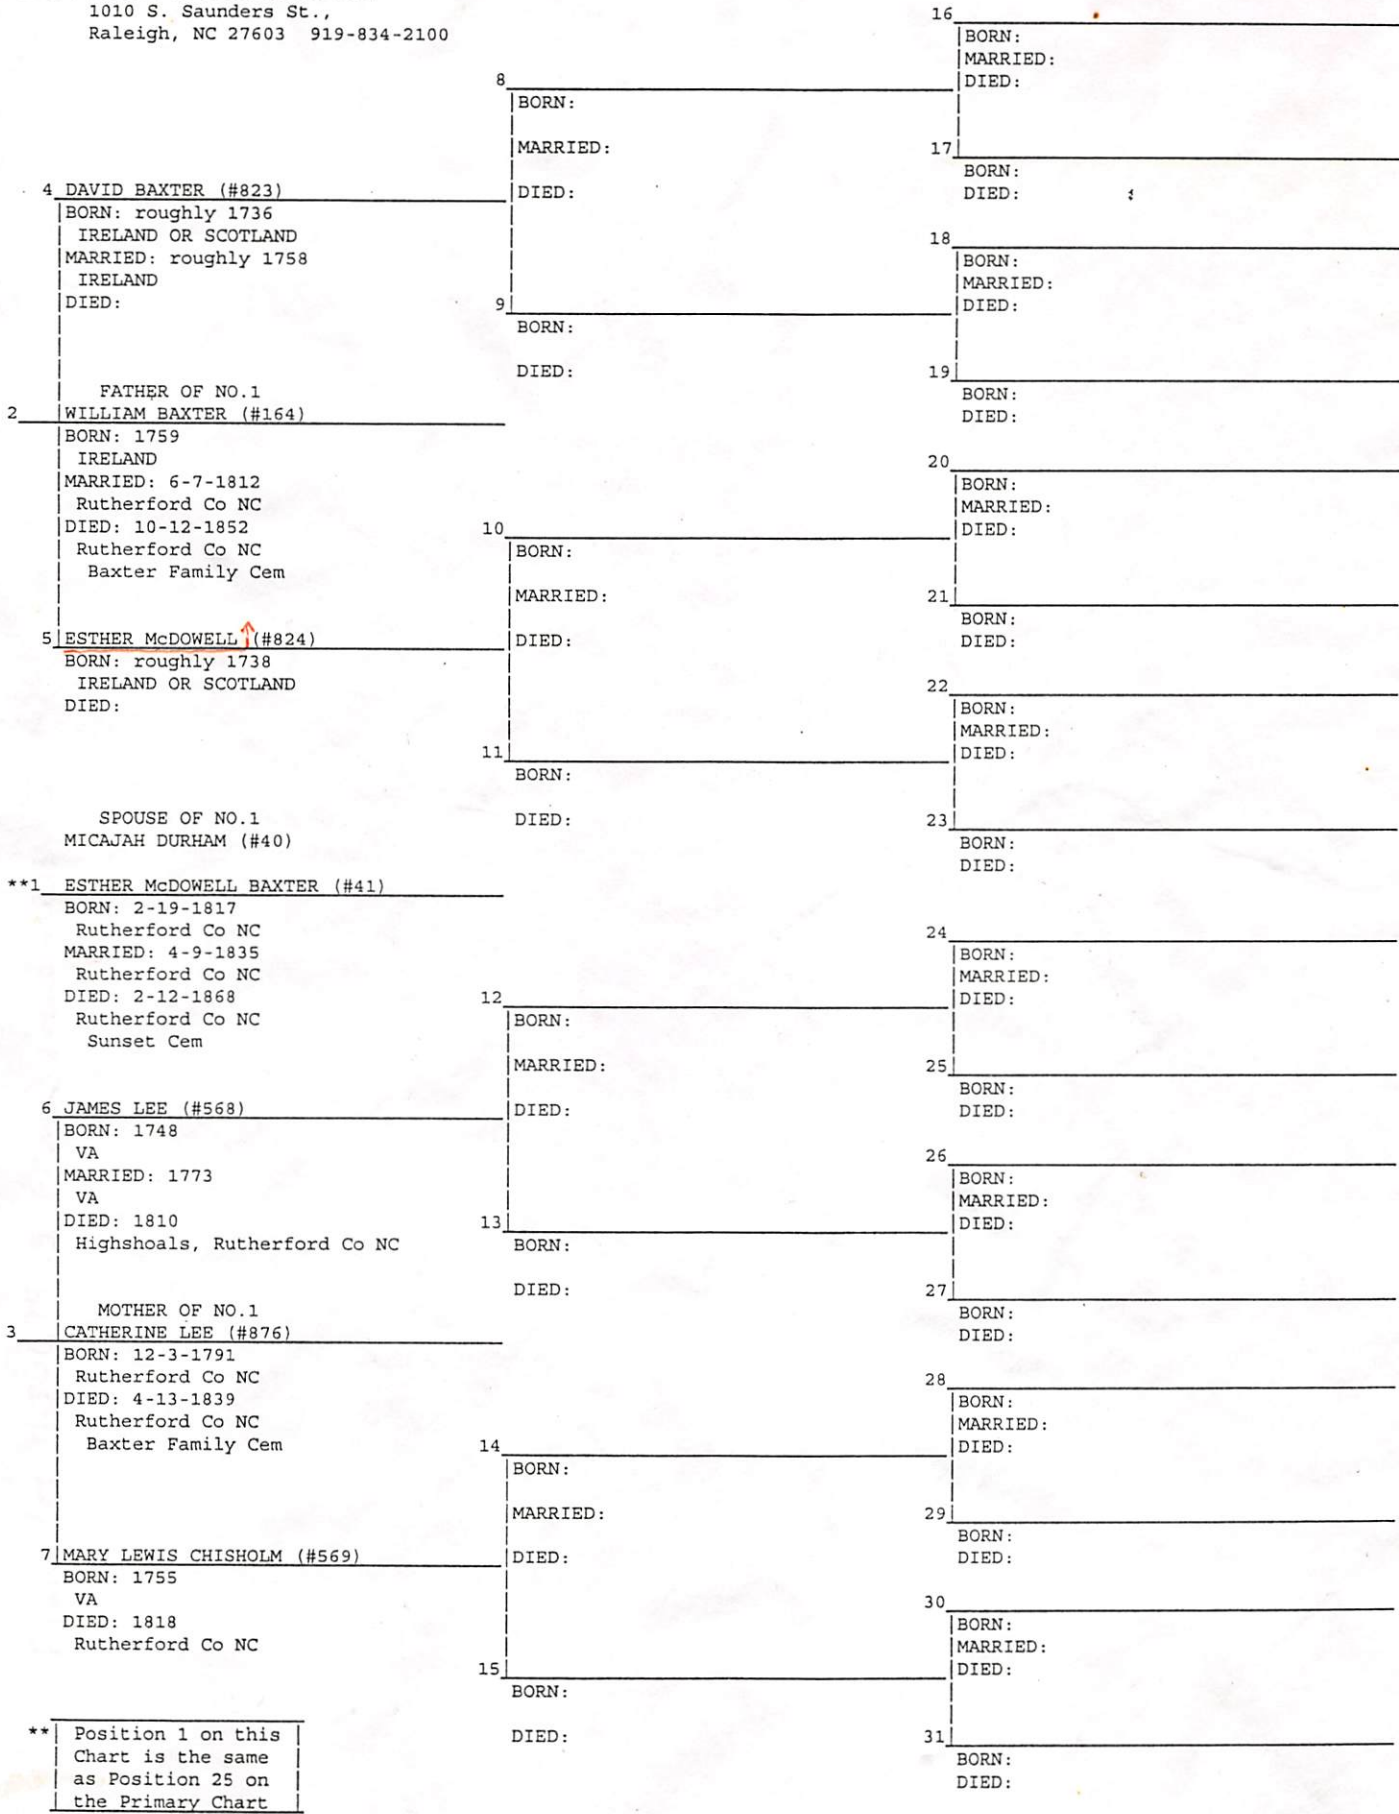 1010 S. Saunders St.,
Raleigh, NC 27603 919-834-2100
4 DAVID BAXTER (#823)
BORN: roughly 1736
IRELAND OR SCOTLAND
MARRIED: roughly 1758
IRELAND
DIED:
FATHER OF NO.1
2 WILLIAM BAXTER (#164)
BORN: 1759
IRELAND
MARRIED: 6-7-1812
Rutherford Co NC
DIED: 10-12-1852
Rutherford Co NC
Baxter Family Cem
5 ESTHER McDOWELL (#824)
BORN: roughly 1738
IRELAND OR SCOTLAND
DIED:
SPOUSE OF NO.1
MICAJAH DURHAM (#40)
**1 ESTHER McDOWELL BAXTER (#41)
BORN: 2-19-1817
Rutherford Co NC
MARRIED: 4-9-1835
Rutherford Co NC
DIED: 2-12-1868
Rutherford Co NC
Sunset Cem
6 JAMES LEE (#568)
BORN: 1748
VA
MARRIED: 1773
VA
DIED: 1810
Highshoals, Rutherford Co NC
MOTHER OF NO.1
3 CATHERINE LEE (#876)
BORN: 12-3-1791
Rutherford Co NC
DIED: 4-13-1839
Rutherford Co NC
Baxter Family Cem
7 MARY LEWIS CHISHOLM (#569)
BORN: 1755
VA
DIED: 1818
Rutherford Co NC
** Position 1 on this
Chart is the same
as Position 25 on
the Primary Chart
8
BORN:
MARRIED:
DIED:
9
BORN:
DIED:
10
BORN:
MARRIED:
DIED:
11
BORN:
DIED:
12
BORN:
MARRIED:
DIED:
13
BORN:
DIED:
14
BORN:
MARRIED:
DIED:
15
BORN:
DIED:
16
BORN:
MARRIED:
DIED:
17
BORN:
DIED:
18
BORN:
MARRIED:
DIED:
19
BORN:
DIED:
20
BORN:
MARRIED:
DIED:
21
BORN:
DIED:
22
BORN:
MARRIED:
DIED:
23
BORN:
DIED:
24
BORN:
MARRIED:
DIED:
25
BORN:
DIED:
26
BORN:
MARRIED:
DIED:
27
BORN:
DIED:
28
BORN:
MARRIED:
DIED:
29
BORN:
DIED:
30
BORN:
MARRIED:
DIED:
31
BORN:
DIED: